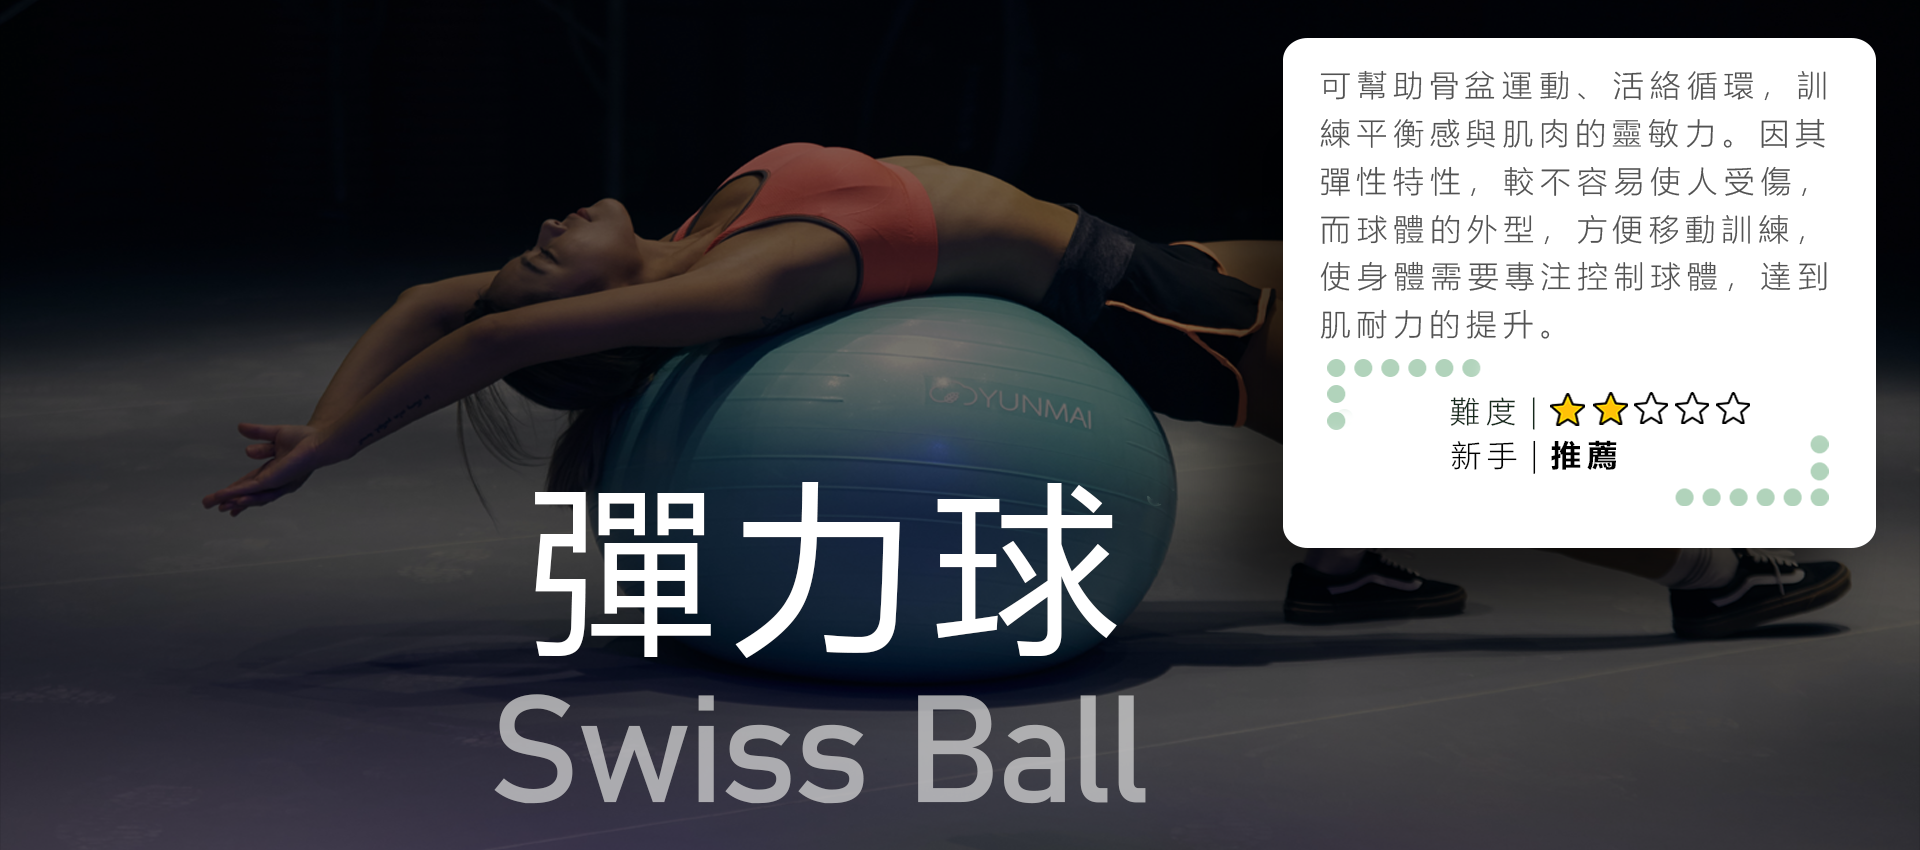 可幫助骨盆運動、活絡循環，訓
練平衡感與肌肉的靈敏力。因其
彈性特性，較不容易使人受傷，
而球體的外型，方便移動訓練，
使身體需要專注控制球體，達到
肌耐力的提升。
難度｜
新手｜推薦
YUNMAI
彈力球
Swiss Ball